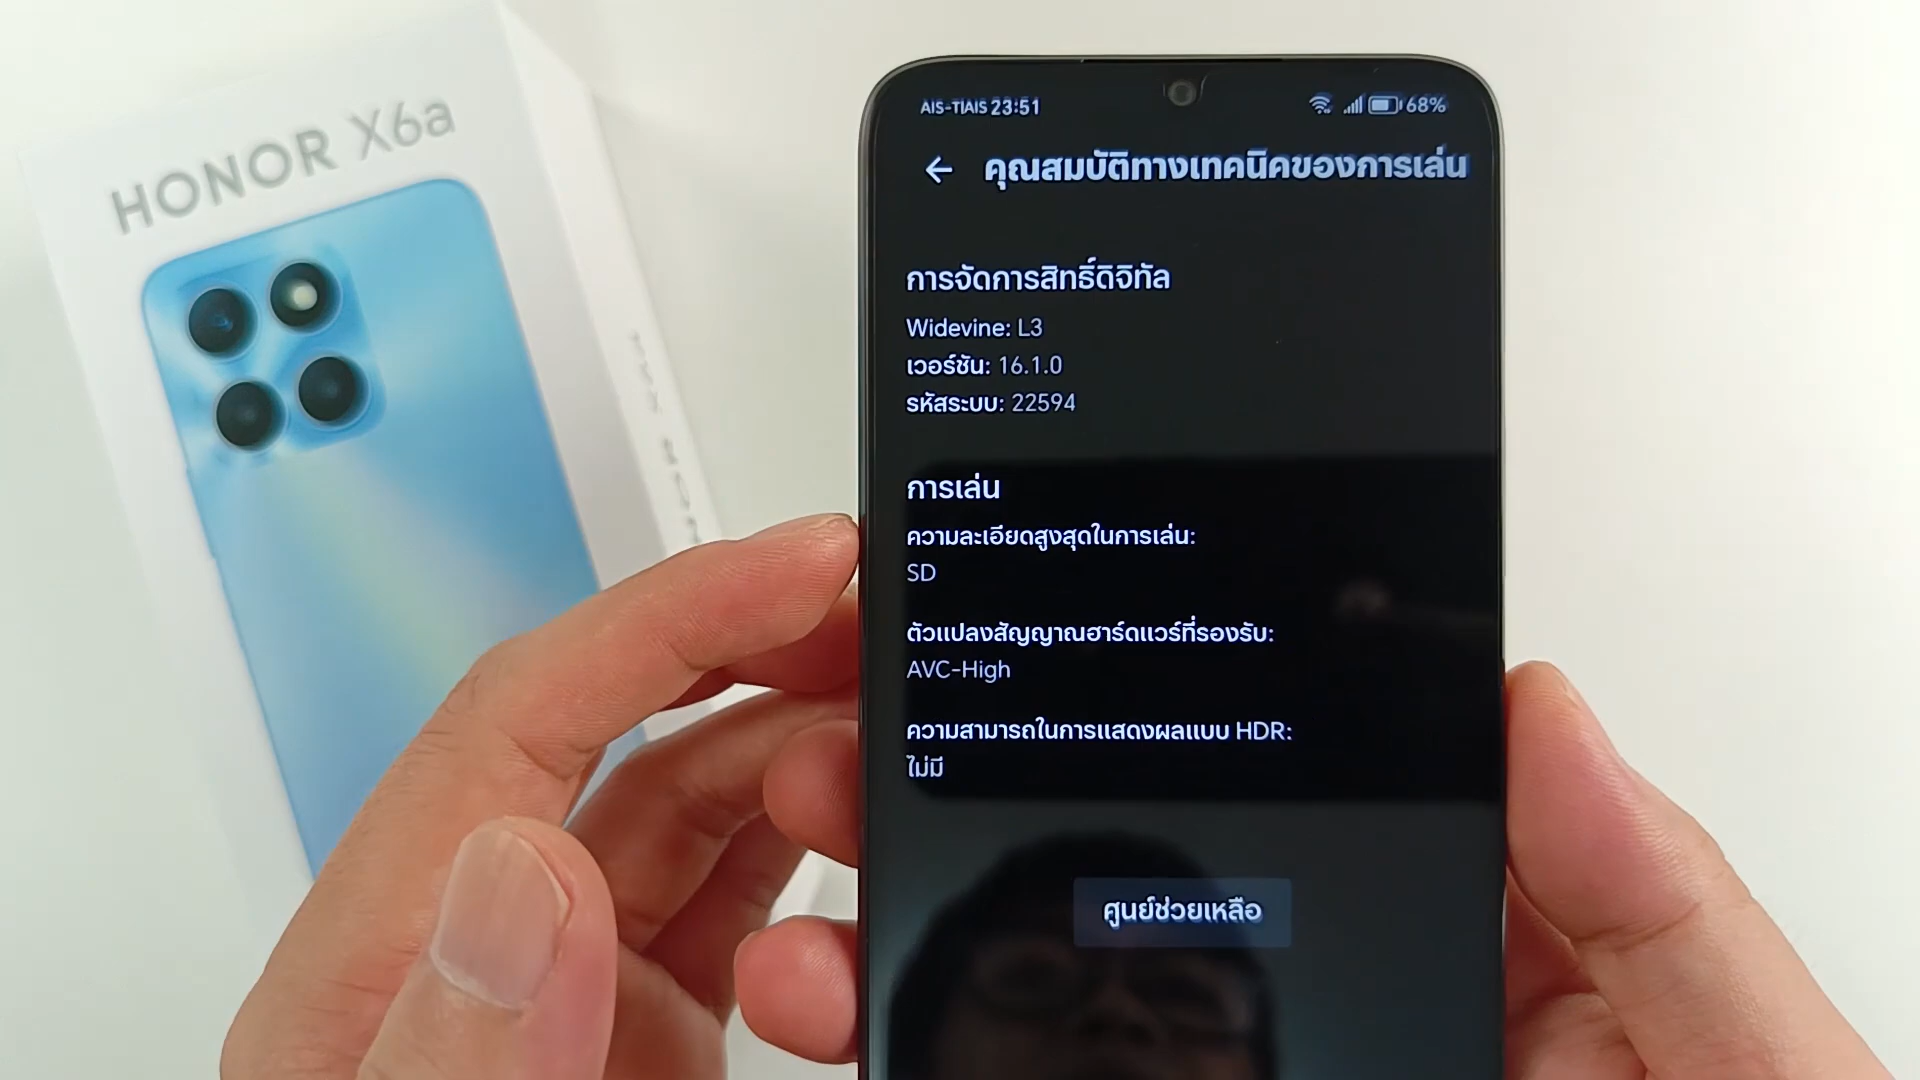 HONOR X6a
AIS-TIAIS 23:51
68%
คุณสมบัติทางเทคนิคของการเล่น
การจัดการสิทธิ์ดิจิทัล
Widevine: L3
เวอร์ชัน: 16.1.0
รหัสระบบ: 22594
การเล่น
ความละเอียดสูงสุดในการเล่น:
SD
ตัวแปลงสัญญาณฮาร์ดแวร์ที่รองรับ:
AVC-High
ความสามารถในการแสดงผลแบบ HDR:
ไม่มี
ศูนย์ช่วยเหลือ